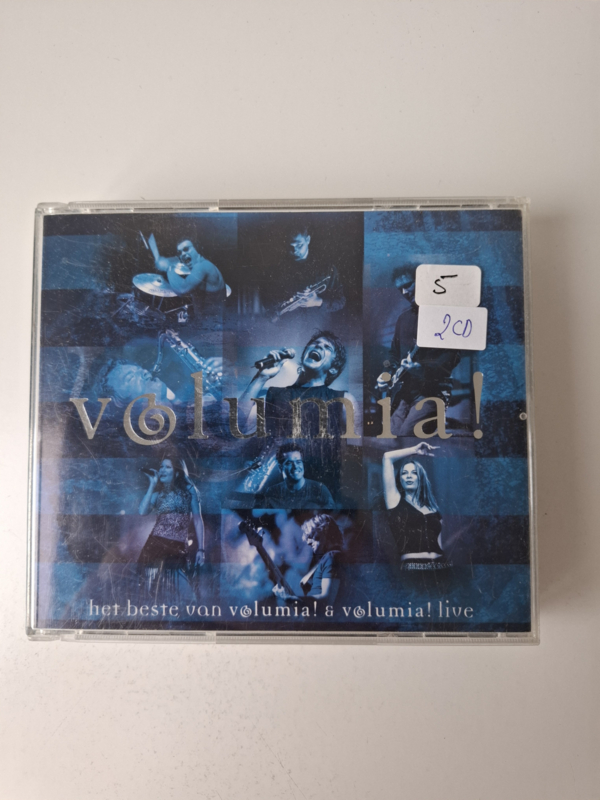 5
2CD
volumia!
het beste van volumia! & volumia! live